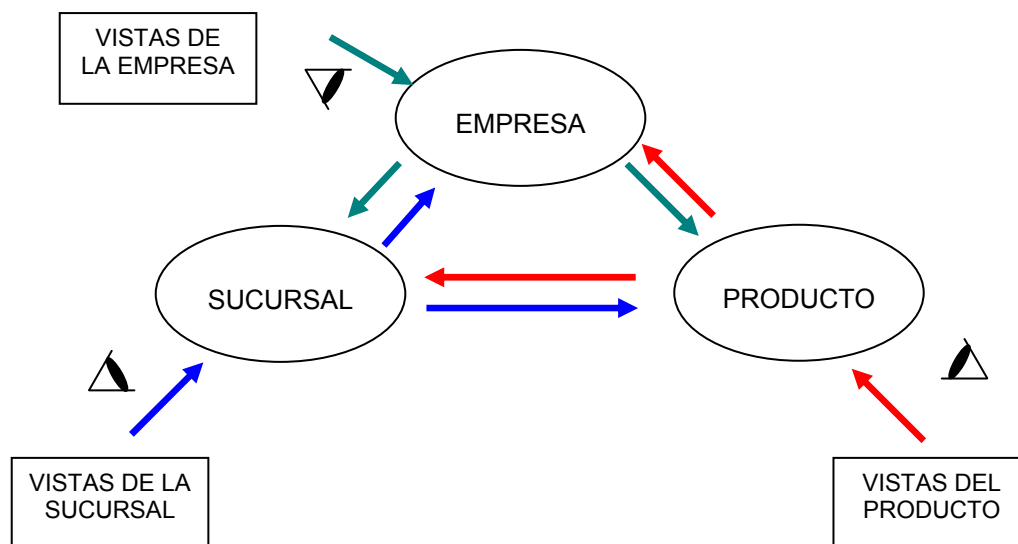 VISTAS DE
LA EMPRESA
EMPRESA
SUCURSAL
PRODUCTO
VISTAS DE LA
SUCURSAL
VISTAS DEL
PRODUCTO